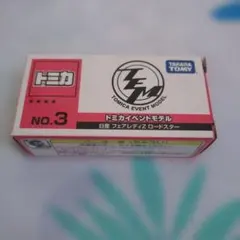 トミカ
TEM
TOMICA EVENT MODEL
TAKARA
TOMY
NO.3
トミカイベントモデル
日産 フェアレディZ ロードスター